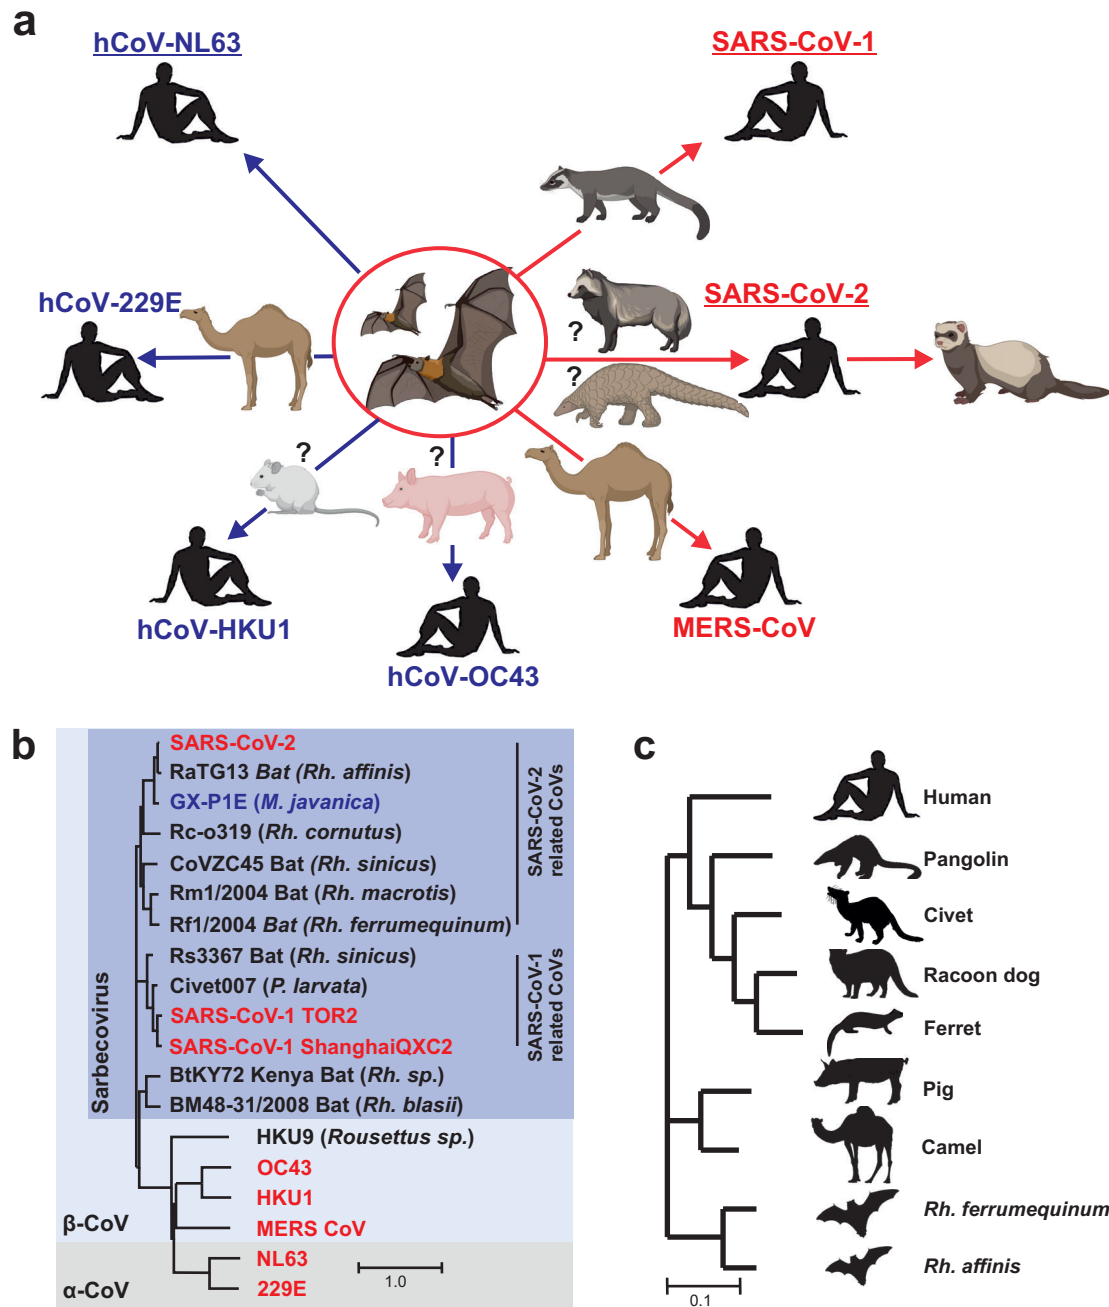 a
hCoV-NL63
SARS-CoV-1
hCoV-229E
SARS-CoV-2
?
?
?
?
hCoV-HKU1
hCoV-OC43
MERS-CoV
b
SARS-CoV-2
RaTG13 Bat (Rh. affinis)
GX-P1E (M. javanica)
Rc-o319 (Rh. cornutus)
CoVZC45 Bat (Rh. sinicus)
Rm1/2004 Bat (Rh. macrotis)
Rf1/2004 Bat (Rh. ferrumequinum)
SARS-CoV-2
related CoVs
Rs3367 Bat (Rh. sinicus)
Civet007 (P. larvata)
SARS-CoV-1 TOR2
SARS-CoV-1 ShanghaiQXC2
SARS-CoV-1
related CoVs
BtKY72 Kenya Bat (Rh. sp.)
BM48-31/2008 Bat (Rh. blasii)
Sarbecovirus
HKU9 (Rousettus sp.)
OC43
HKU1
MERS CoV
β-CoV
NL63
229E
α-CoV
1.0
c
Human
Pangolin
Civet
Racoon dog
Ferret
Pig
Camel
Rh. ferrumequinum
Rh. affinis
0.1